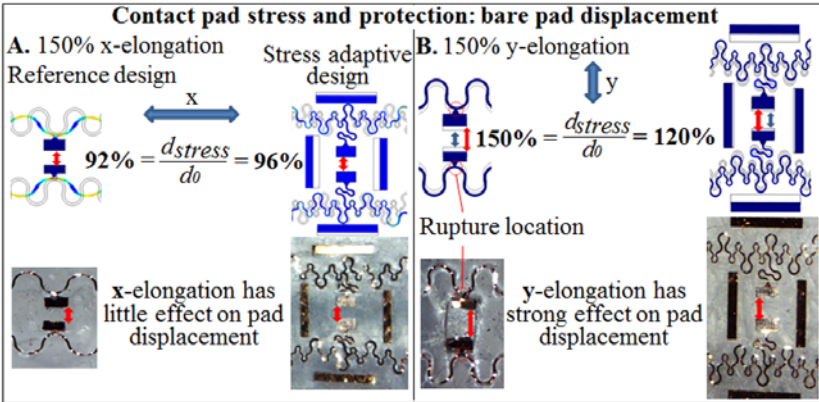 Contact pad stress and protection: bare pad displacement
A. 150% x-elongation
Reference design
Stress adaptive
design
x
92% = dstress/d0 = 96%
x-elongation has
little effect on pad
displacement
B. 150% y-elongation
y
150% = dstress/d0 = 120%
Rupture location
y-elongation has
strong effect on pad
displacement